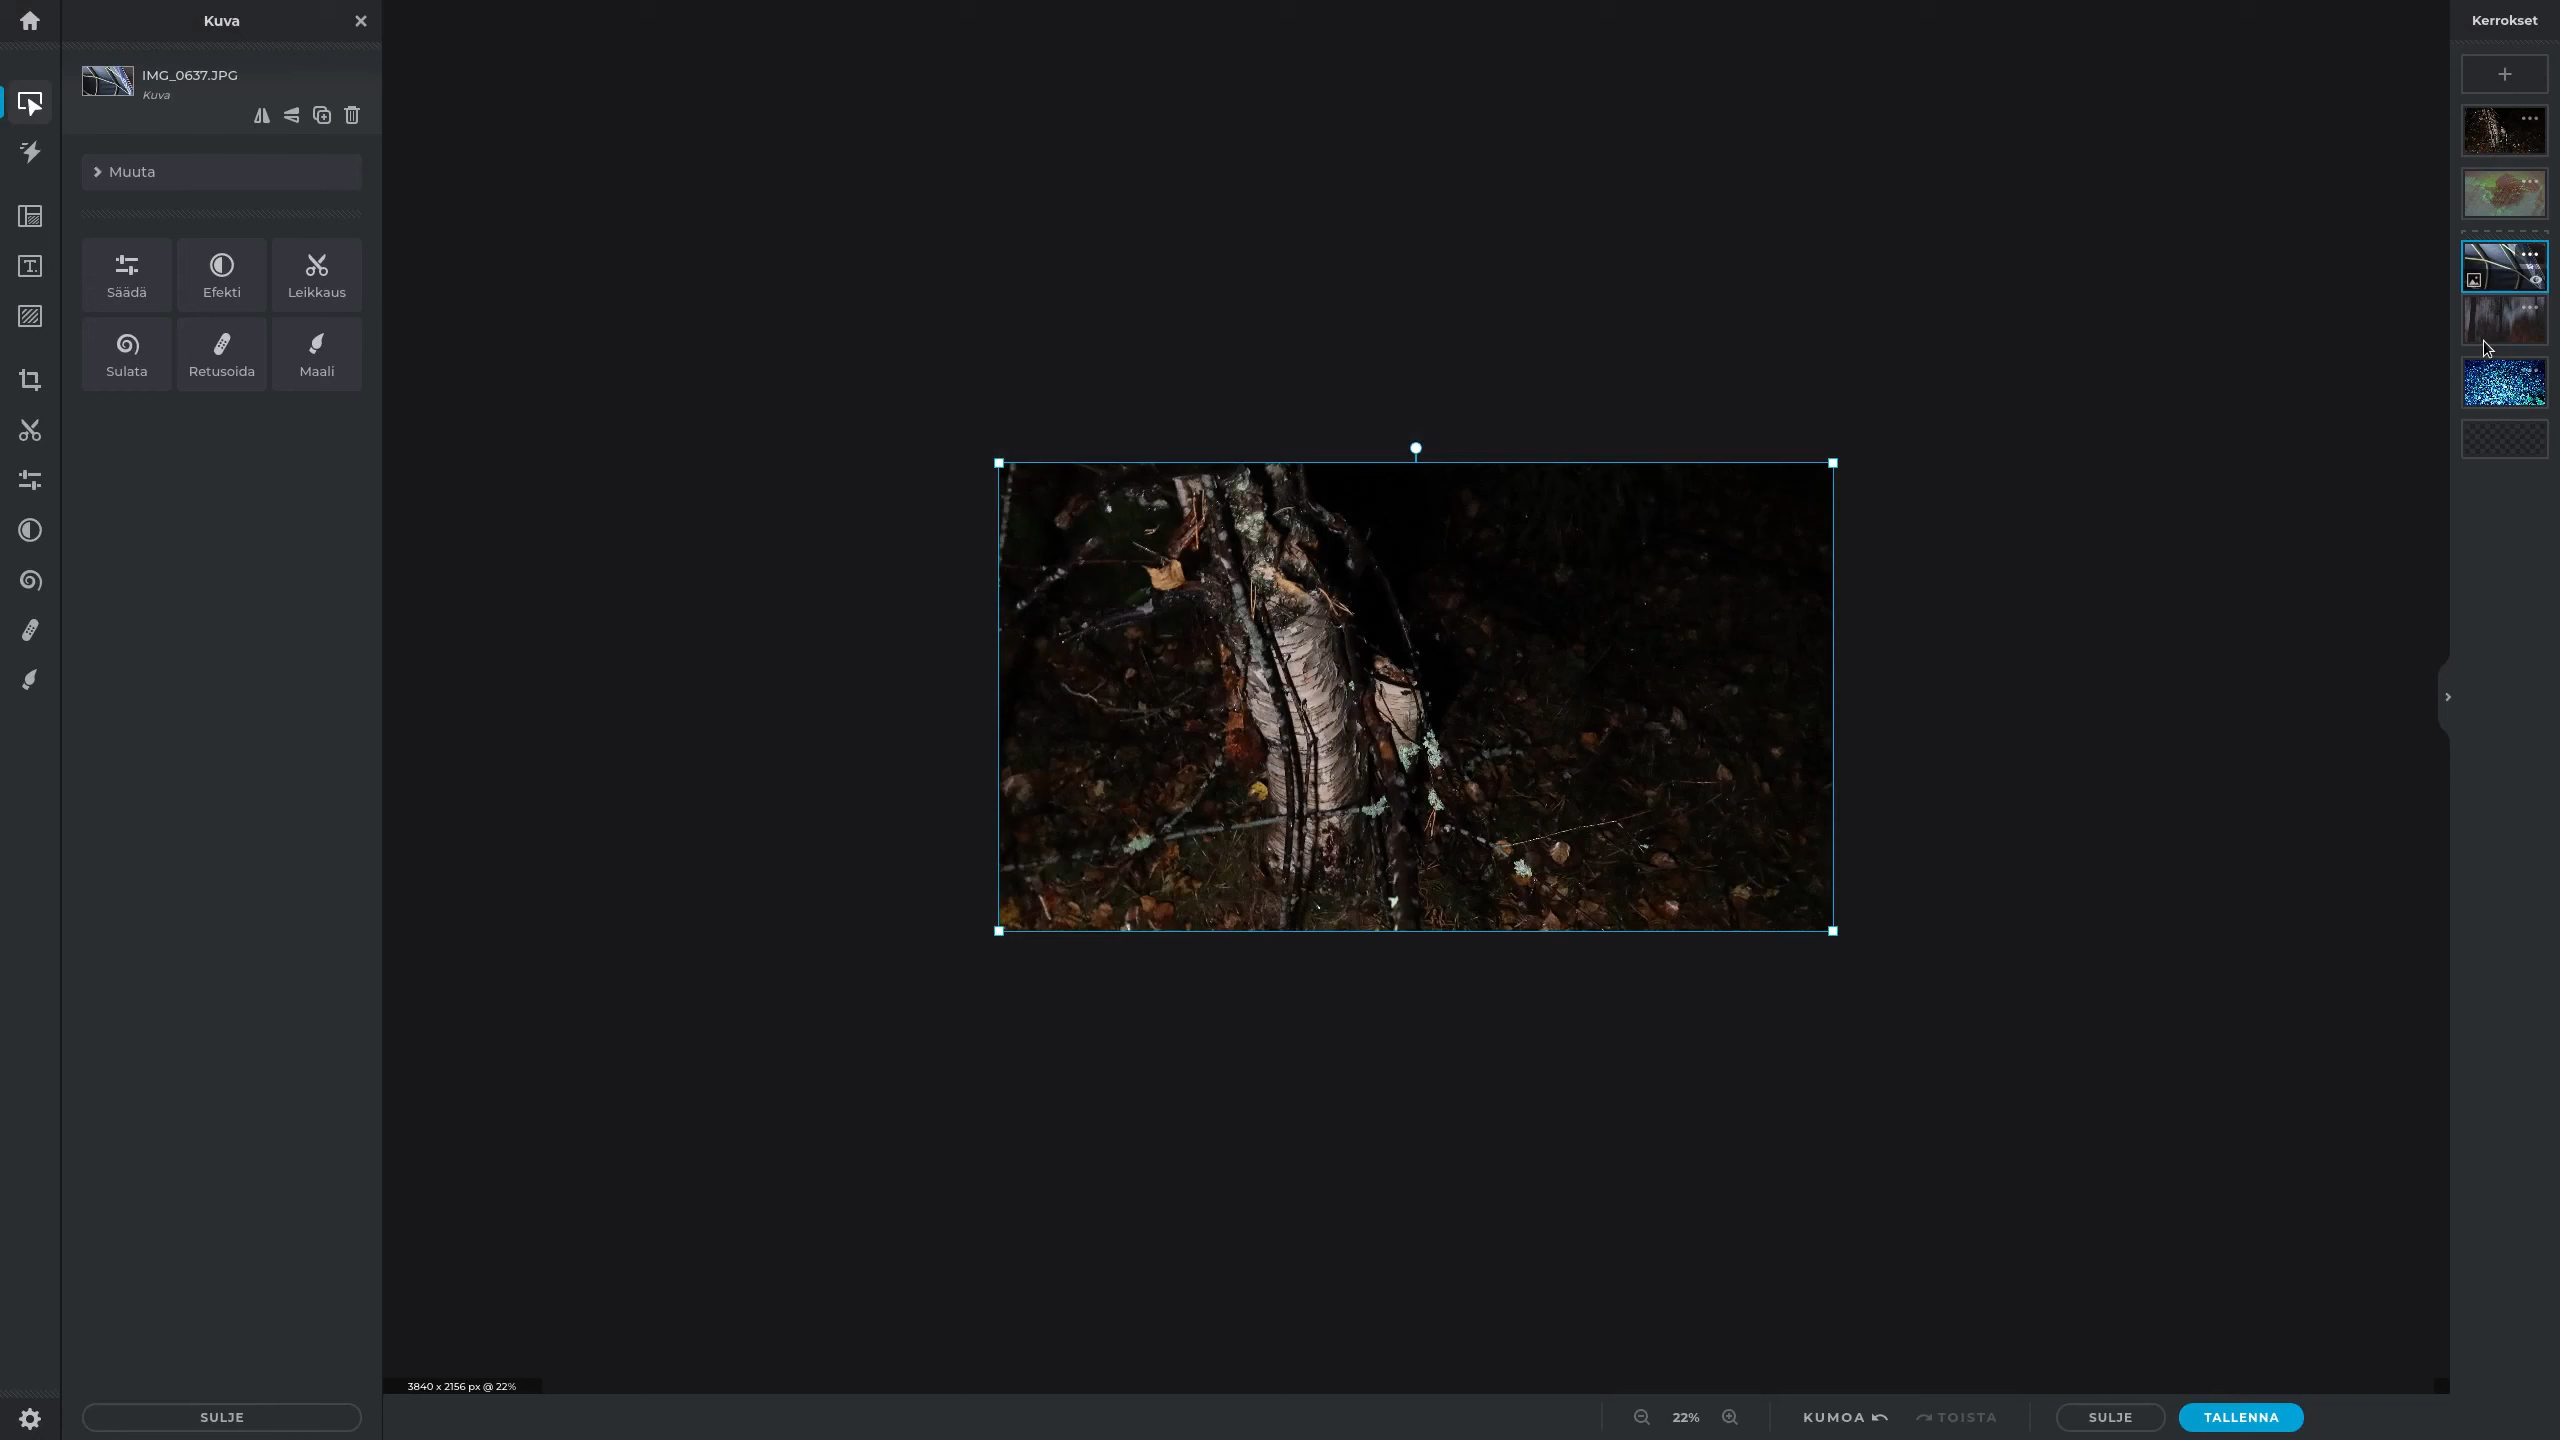 Kuva
Kerrokset
IMG_0637.JPG
Kuva
Muuta
Säädä
Efekti
Leikkaus
Sulata
Retusoida
Maali
3840 x 2156 px @ 22%
SULJE
22%
KUMOA
TOISTA
SULJE
TALLENNA